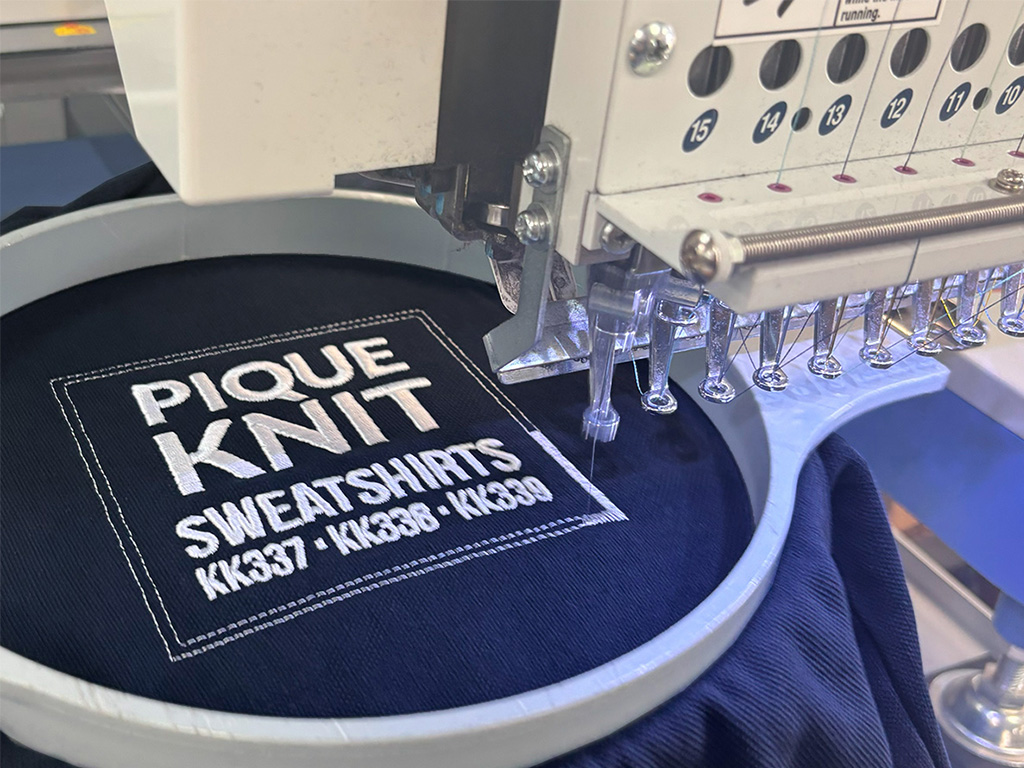 running.
15 14 13 12 11 10
PIQUE
KNIT
SWEATSHIRTS
KK337 · KK338 · KK339